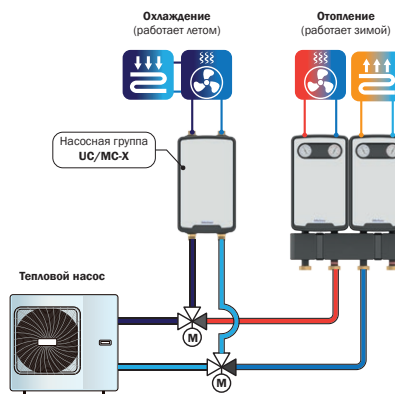 Охлаждение
(работает летом)
Отопление
(работает зимой)
Насосная группа
UC/MC-X
Тепловой насос
M
M